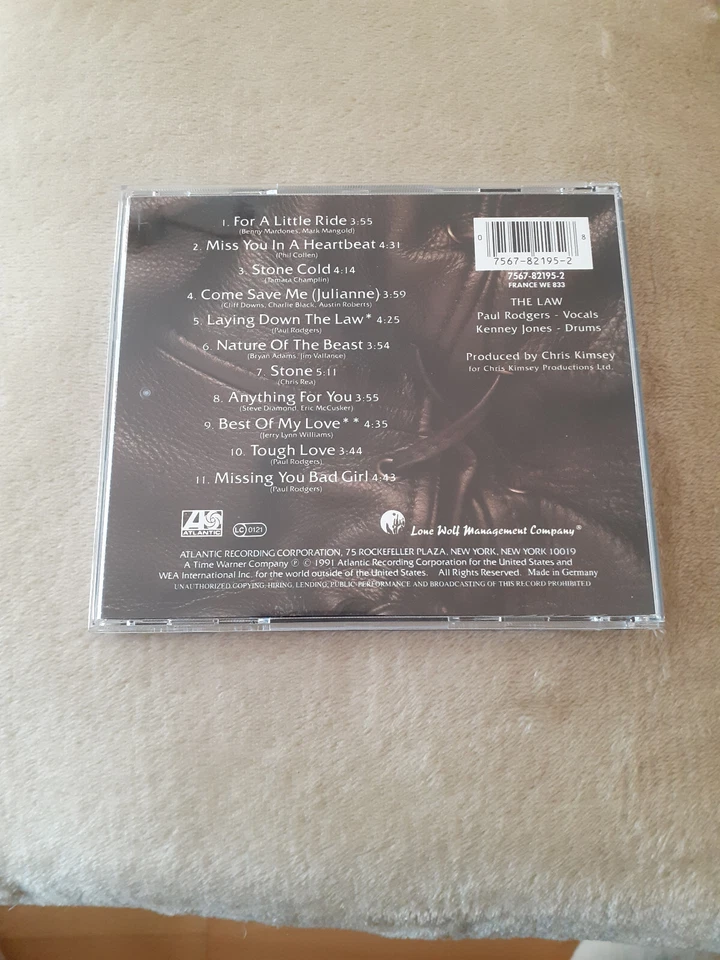 1. For A Little Ride 3:55
(Benny Mardones, Mark Mangold)
2. Miss You In A Heartbeat 4:31
(Phil Collen)
3. Stone Cold 4:14
(Tamara Champlin)
4. Come Save Me (Julianne) 3:59
(Cliff Downs, Charlie Black, Austin Roberts)
5. Laying Down The Law* 4:25
(Paul Rodgers)
6. Nature Of The Beast 3:54
(Bryan Adams/Jim Vallance)
7. Stone 5:11
(Chris Rea)
8. Anything For You 3:55
(Steve Diamond, Eric McCusker)
9. Best Of My Love** 4:35
(Jerry Lynn Williams)
10. Tough Love 3:44
(Paul Rodgers)
11. Missing You Bad Girl 4:43
(Paul Rodgers)
0 8
7567-82195-2
7567-82195-2
FRANCE WE 833
THE LAW
Paul Rodgers - Vocals
Kenney Jones - Drums
Produced by Chris Kimsey
for Chris Kimsey Productions Ltd.
ATLANTIC
LC 0121
Lone Wolf Management Company®
ATLANTIC RECORDING CORPORATION, 75 ROCKEFELLER PLAZA, NEW YORK, NEW YORK 10019
A Time Warner Company ℗ © 1991 Atlantic Recording Corporation for the United States and
WEA International Inc. for the world outside of the United States. All Rights Reserved. Made in Germany
UNAUTHORIZED COPYING, HIRING, LENDING, PUBLIC PERFORMANCE AND BROADCASTING OF THIS RECORD PROHIBITED